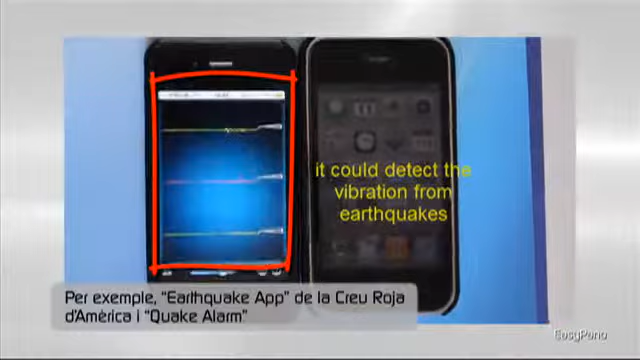 it could detect the
vibration from
earthquakes
Per exemple, "Earthquake App" de la Creu Roja
d'Amèrica i "Quake Alarm"
EasyPano